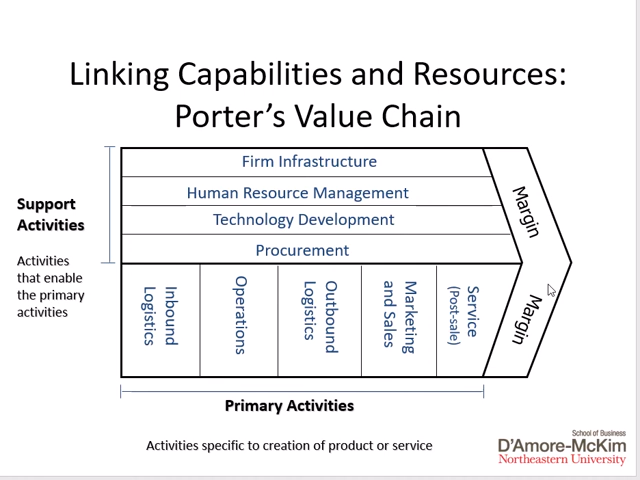 Linking Capabilities and Resources:
Porter's Value Chain
Firm Infrastructure
Human Resource Management
Technology Development
Procurement
Support
Activities
Activities
that enable
the primary
activities
Inbound
Logistics
Operations
Outbound
Logistics
Marketing
and Sales
Service
(Post-sale)
Margin
Margin
Primary Activities
Activities specific to creation of product or service
School of Business
D'Amore-McKim
Northeastern University